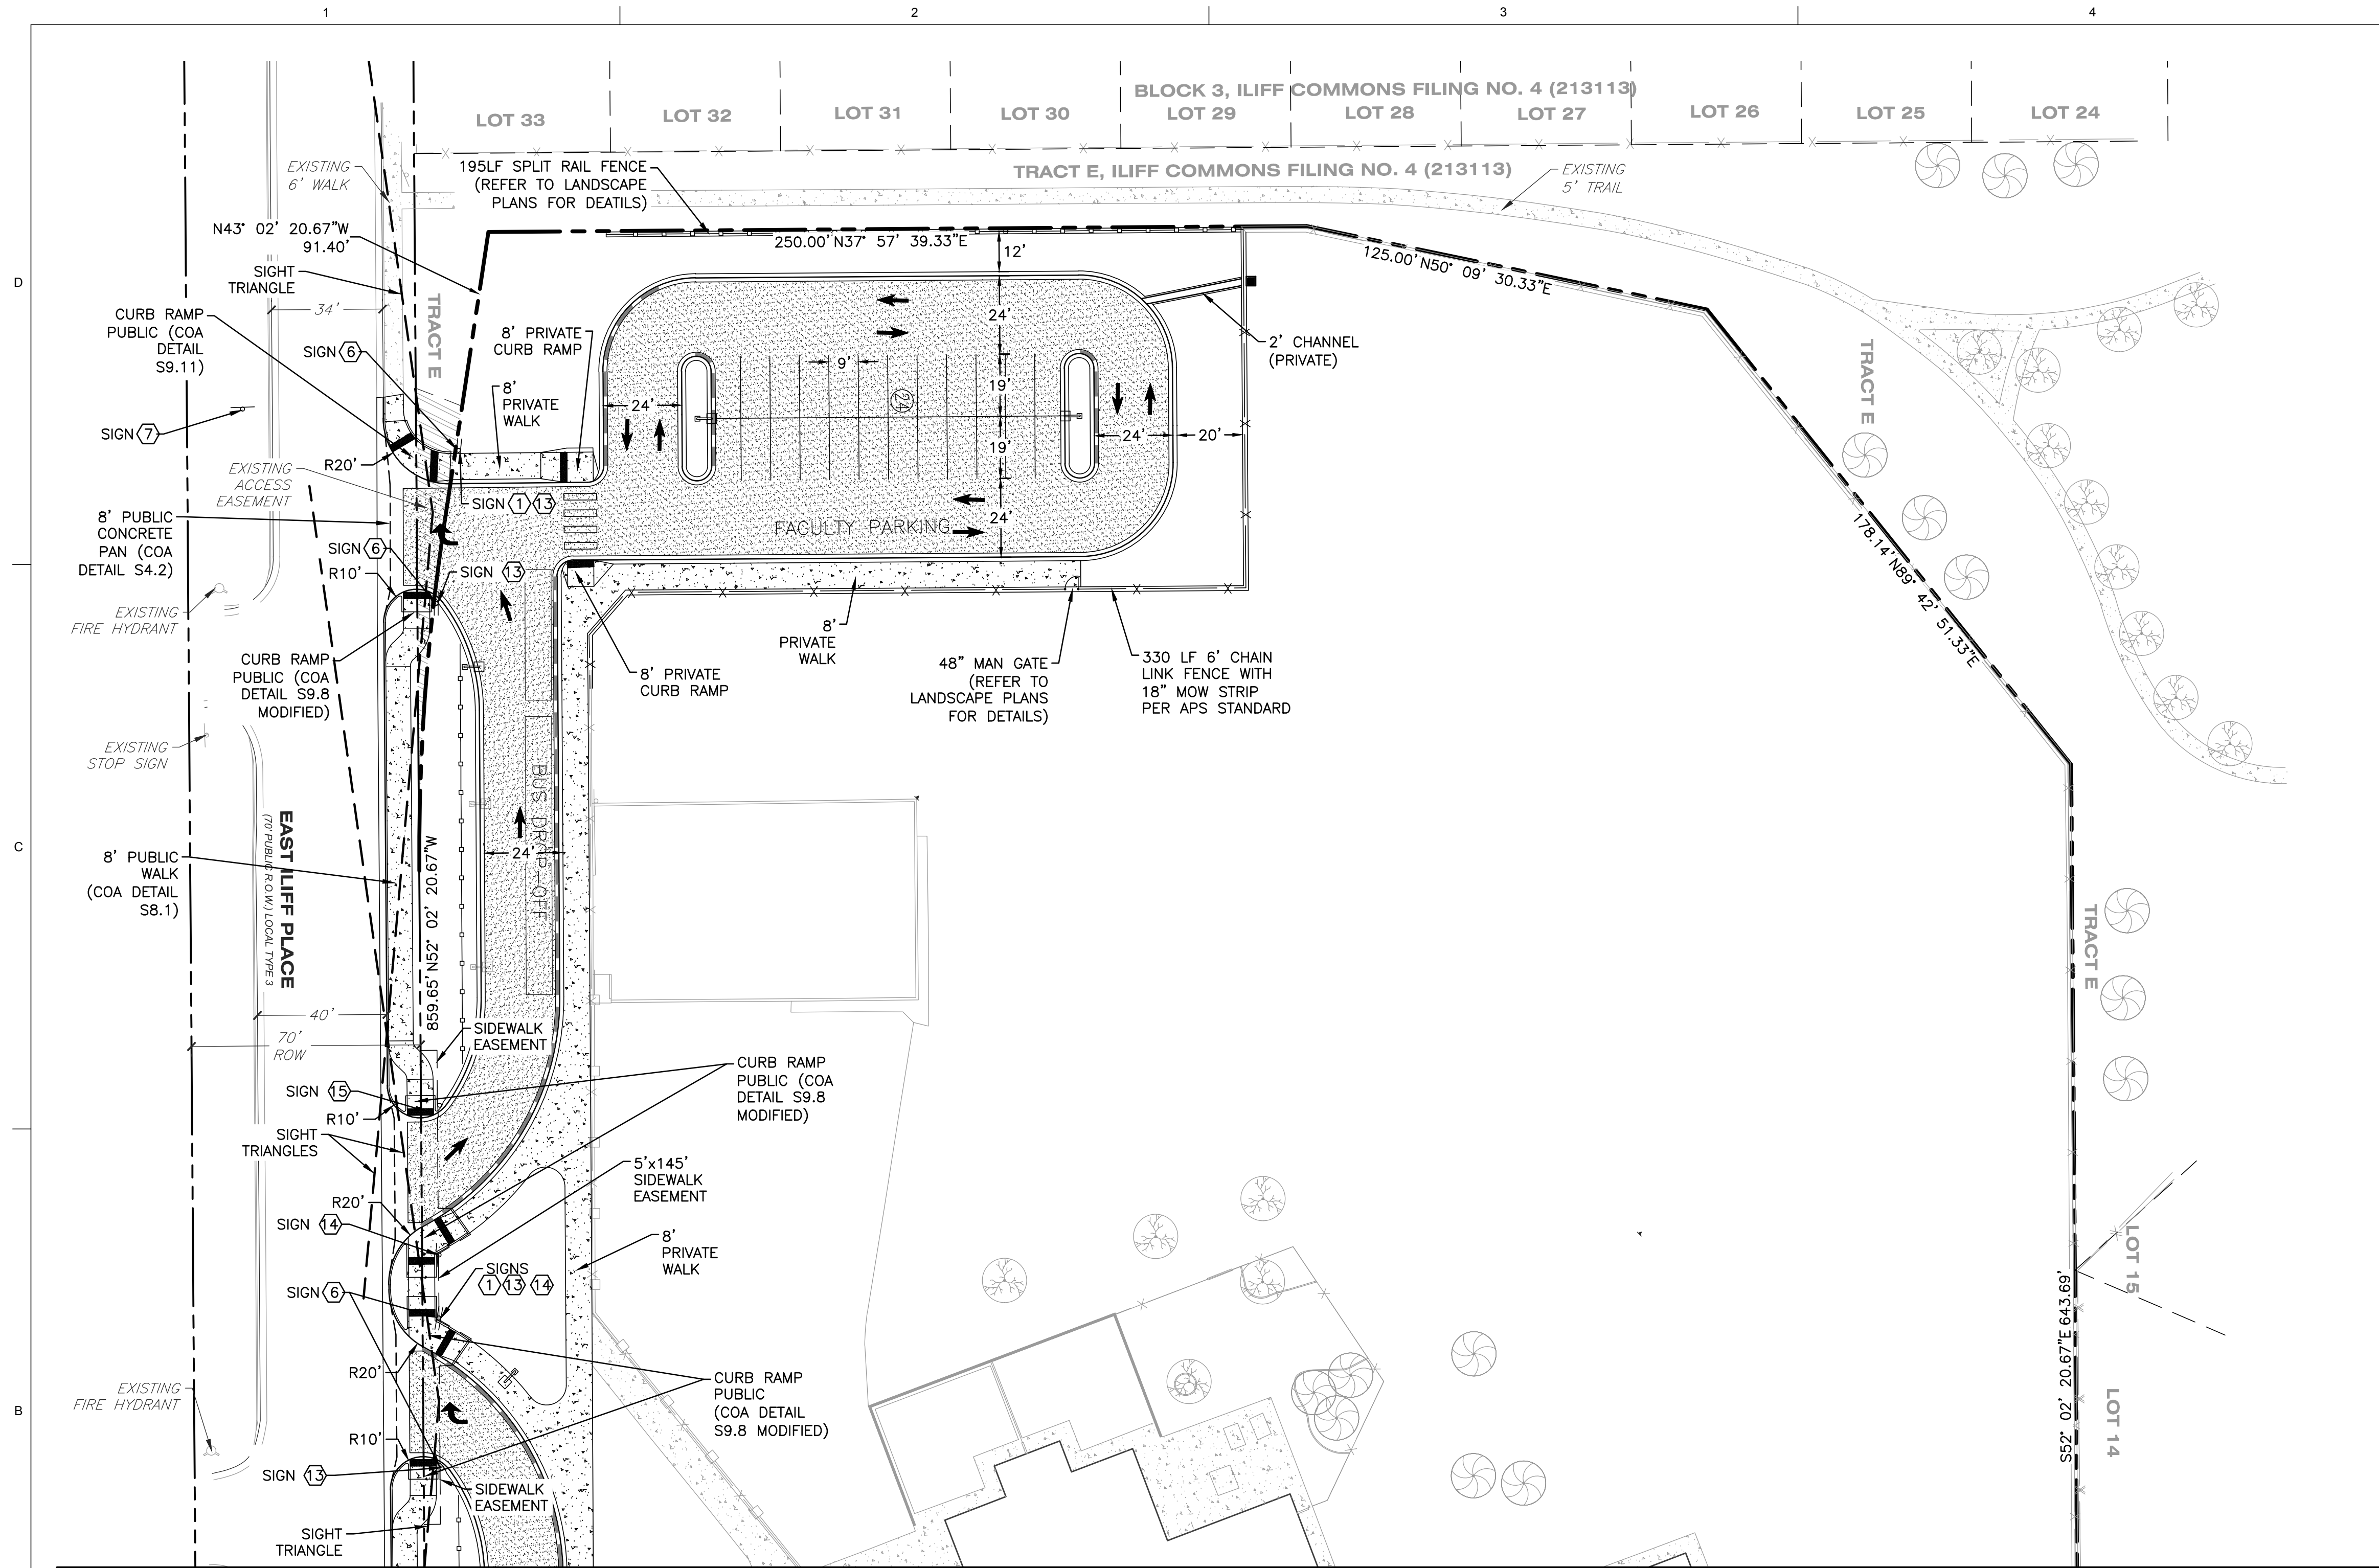 1
2
3
4
BLOCK 3, ILIFF COMMONS FILING NO. 4 (213113)
LOT 33
LOT 32
LOT 31
LOT 30
LOT 29
LOT 28
LOT 27
LOT 26
LOT 25
LOT 24
TRACT E, ILIFF COMMONS FILING NO. 4 (213113)
EXISTING
6' WALK
195LF SPLIT RAIL FENCE
(REFER TO LANDSCAPE
PLANS FOR DEATILS)
EXISTING
5' TRAIL
N43° 02' 20.67"W
91.40'
250.00' N37° 57' 39.33"E
12'
125.00' N50° 09' 30.33"E
D
SIGHT
TRIANGLE
34'
TRACT E
CURB RAMP
PUBLIC (COA
DETAIL
S9.11)
SIGN 6
8' PRIVATE
CURB RAMP
24'
2' CHANNEL
(PRIVATE)
TRACT E
8'
PRIVATE
WALK
9'
19'
24
24'
19'
24'
20'
SIGN 7
R20'
EXISTING
ACCESS
EASEMENT
SIGN 1 13
24'
FACULTY PARKING
8' PUBLIC
CONCRETE
PAN (COA
DETAIL S4.2)
SIGN 6
R10'
SIGN 13
178.14' N89° 42' 51.33"E
EXISTING
FIRE HYDRANT
CURB RAMP
PUBLIC (COA
DETAIL S9.8
MODIFIED)
8' PRIVATE
CURB RAMP
8'
PRIVATE
WALK
48" MAN GATE
(REFER TO
LANDSCAPE PLANS
FOR DETAILS)
330 LF 6' CHAIN
LINK FENCE WITH
18" MOW STRIP
PER APS STANDARD
EXISTING
STOP SIGN
C
EAST ILIFF PLACE
(70' PUBLIC R.O.W.) LOCAL TYPE 3
8' PUBLIC
WALK
(COA DETAIL
S8.1)
859.65' N52° 02' 20.67"W
BUS DROP-OFF
24'
TRACT E
40'
70'
ROW
SIDEWALK
EASEMENT
SIGN 15
R10'
CURB RAMP
PUBLIC (COA
DETAIL S9.8
MODIFIED)
SIGHT
TRIANGLES
5'x145'
SIDEWALK
EASEMENT
R20'
SIGN 14
8'
PRIVATE
WALK
SIGNS
1 13 14
SIGN 6
LOT 15
S52° 02' 20.67"E 643.69'
R20'
EXISTING
FIRE HYDRANT
B
CURB RAMP
PUBLIC
(COA DETAIL
S9.8 MODIFIED)
LOT 14
R10'
SIGN 13
SIDEWALK
EASEMENT
SIGHT
TRIANGLE